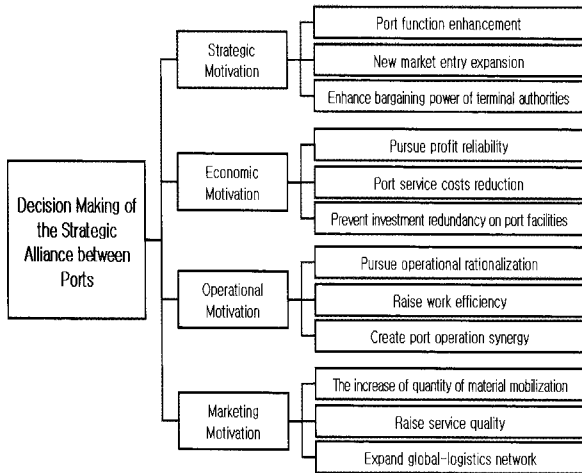 Decision Making of
the Strategic
Alliance between
Ports
Strategic
Motivation
Port function enhancement
New market entry expansion
Enhance bargaining power of terminal authorities
Economic
Motivation
Pursue profit reliability
Port service costs reduction
Prevent investment redundancy on port facilities
Operational
Motivation
Pursue operational rationalization
Raise work efficiency
Create port operation synergy
Marketing
Motivation
The increase of quantity of material mobilization
Raise service quality
Expand global-logistics network